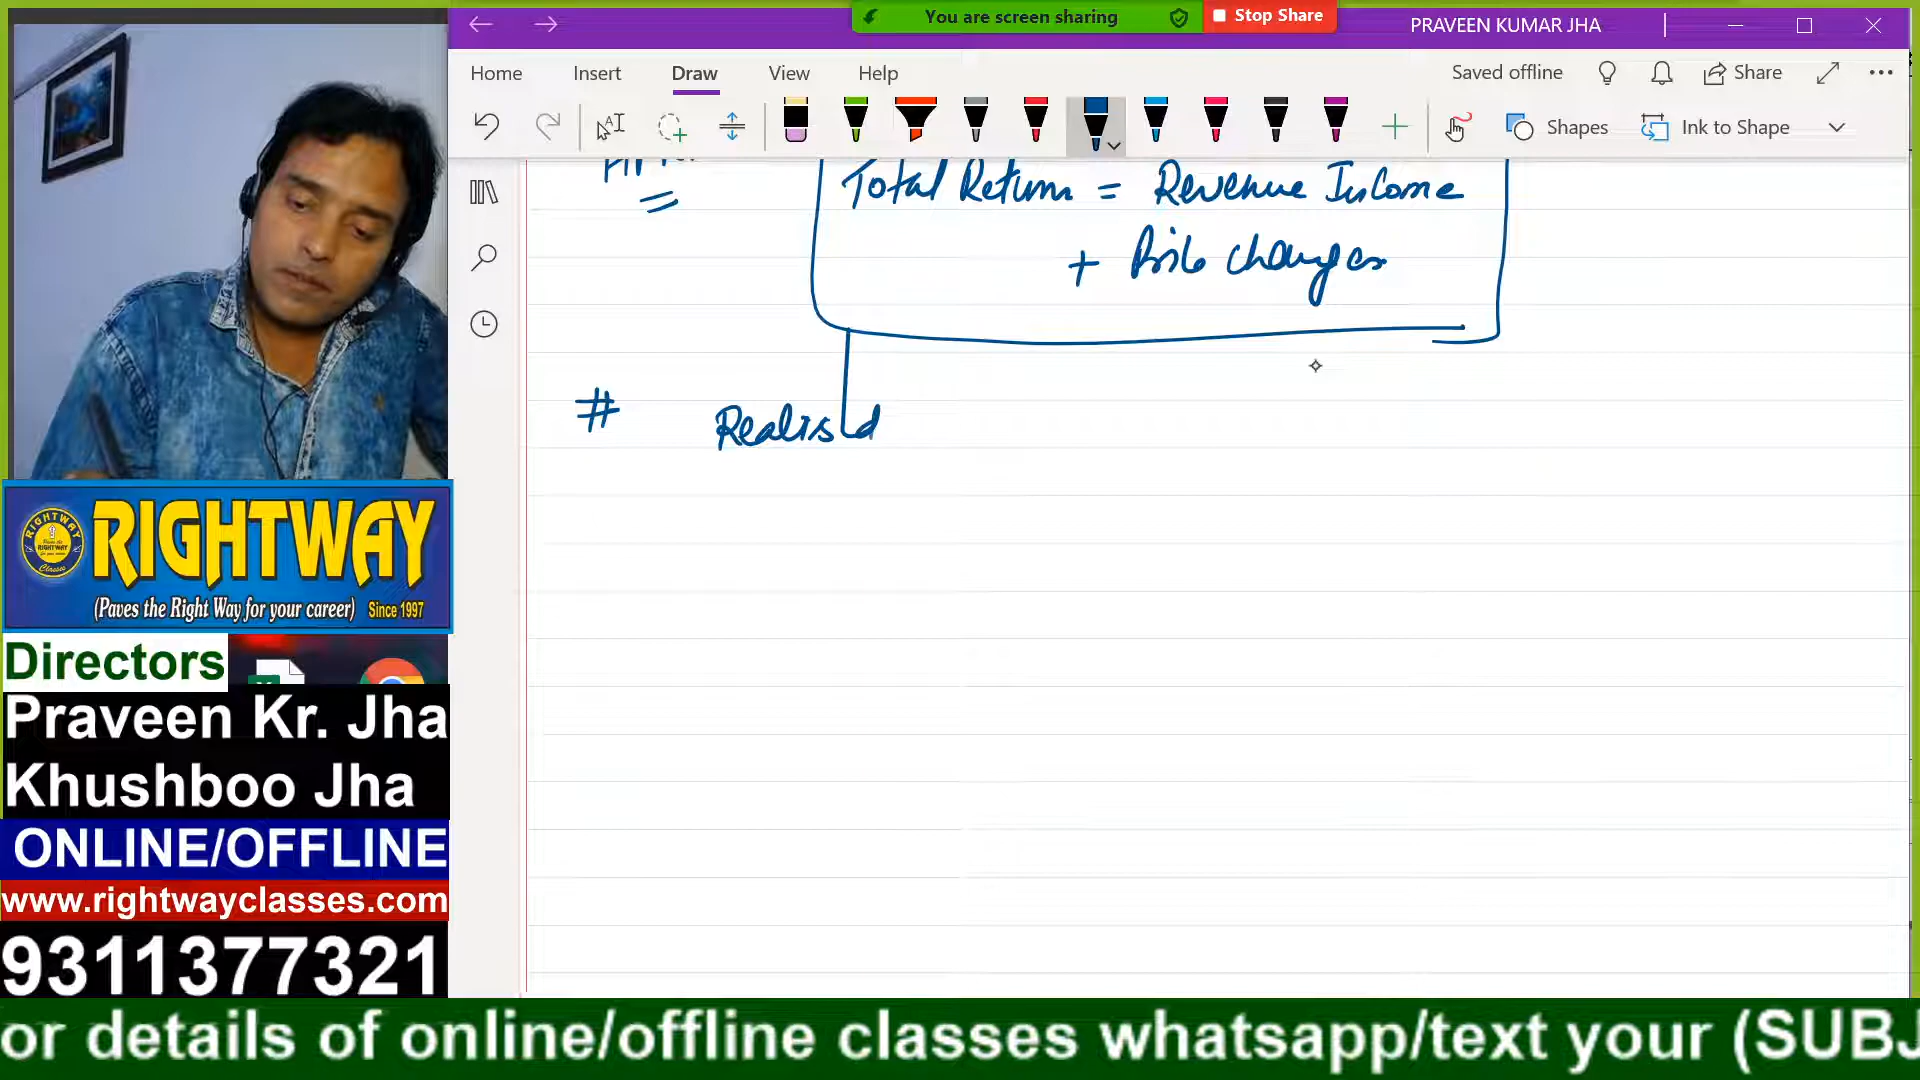 You are screen sharing
Stop Share
PRAVEEN KUMAR JHA
Home Insert Draw View Help
Saved offline
Share
Shapes
Ink to Shape
Total Return = Revenue Income
+ Price changes
# Realised
RIGHTWAY
RIGHTWAY
Classes
(Paves the Right Way for your career) Since 1997
Directors
Praveen Kr. Jha
Khushboo Jha
ONLINE/OFFLINE
www.rightwayclasses.com
9311377321
or details of online/offline classes whatsapp/text your (SUBJ